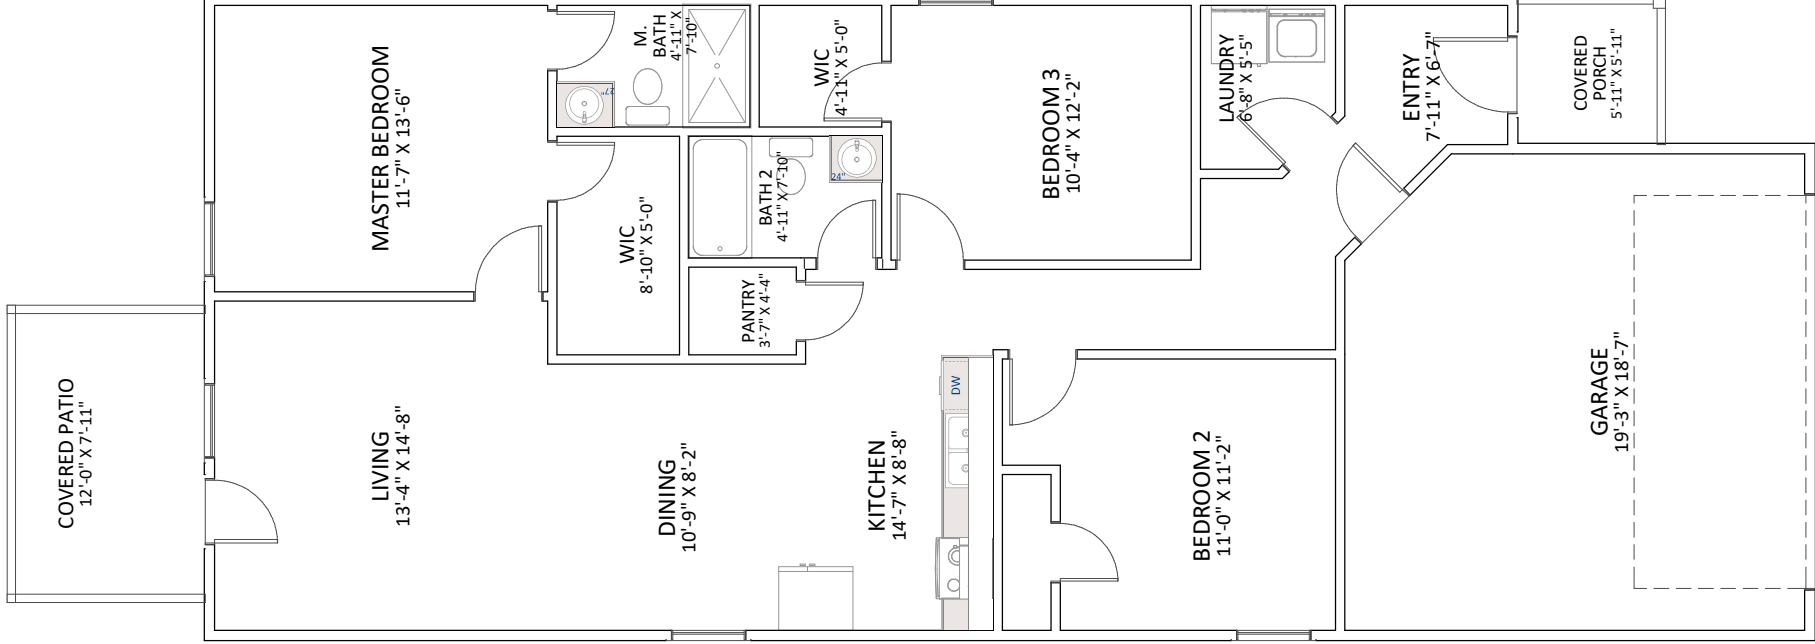 COVERED PATIO
12'-0" X 7'-11"
MASTER BEDROOM
11'-7" X 13'-6"
LIVING
13'-4" X 14'-8"
M.
BATH
4'-11" X
7'-10"
27"
WIC
8'-10" X 5'-0"
WIC
4'-11" X 5'-0"
BATH 2
4'-11" X 7'-10"
24"
PANTRY
3'-7" X 4'-4"
DINING
10'-9" X 8'-2"
KITCHEN
14'-7" X 8'-8"
DW
BEDROOM 3
10'-4" X 12'-2"
LAUNDRY
6'-8" X 5'-5"
BEDROOM 2
11'-0" X 11'-2"
ENTRY
7'-11" X 6'-7"
COVERED
PORCH
5'-11" X 5'-11"
GARAGE
19'-3" X 18'-7"